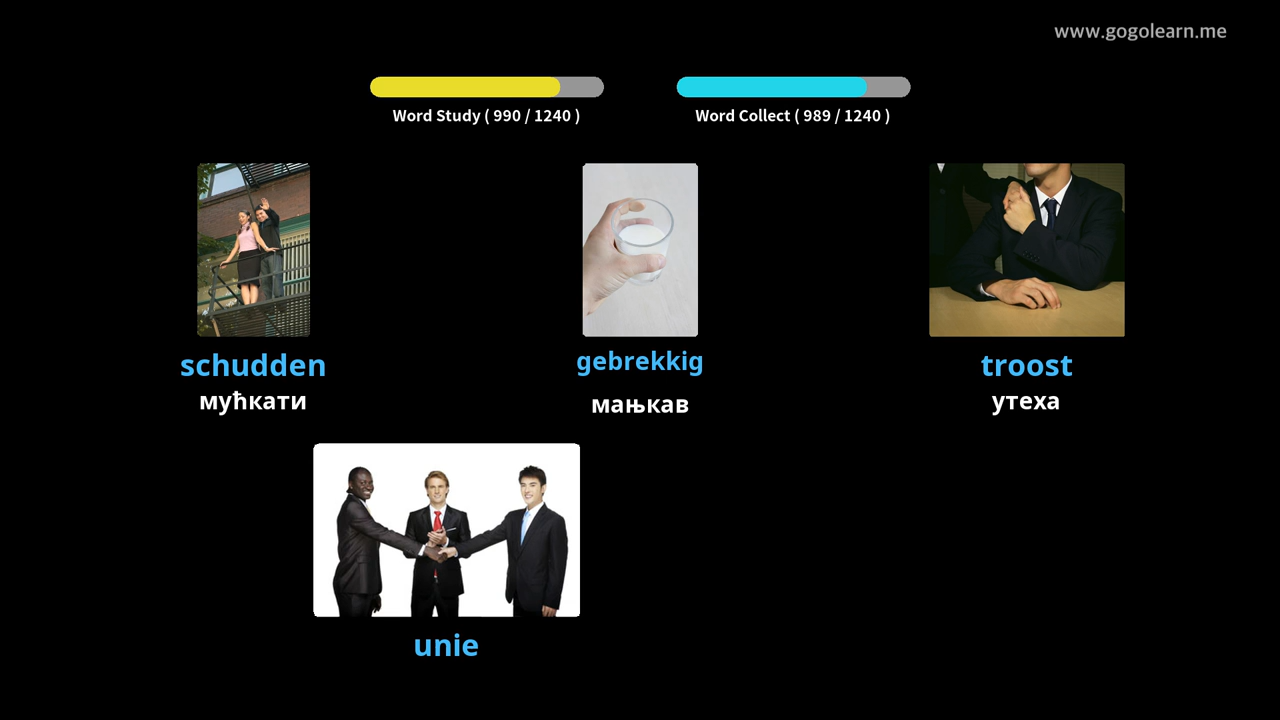 www.gogolearn.me
Word Study ( 990 / 1240 )
Word Collect ( 989 / 1240 )
schudden
мућкати
gebrekkig
мањкав
troost
утеха
unie